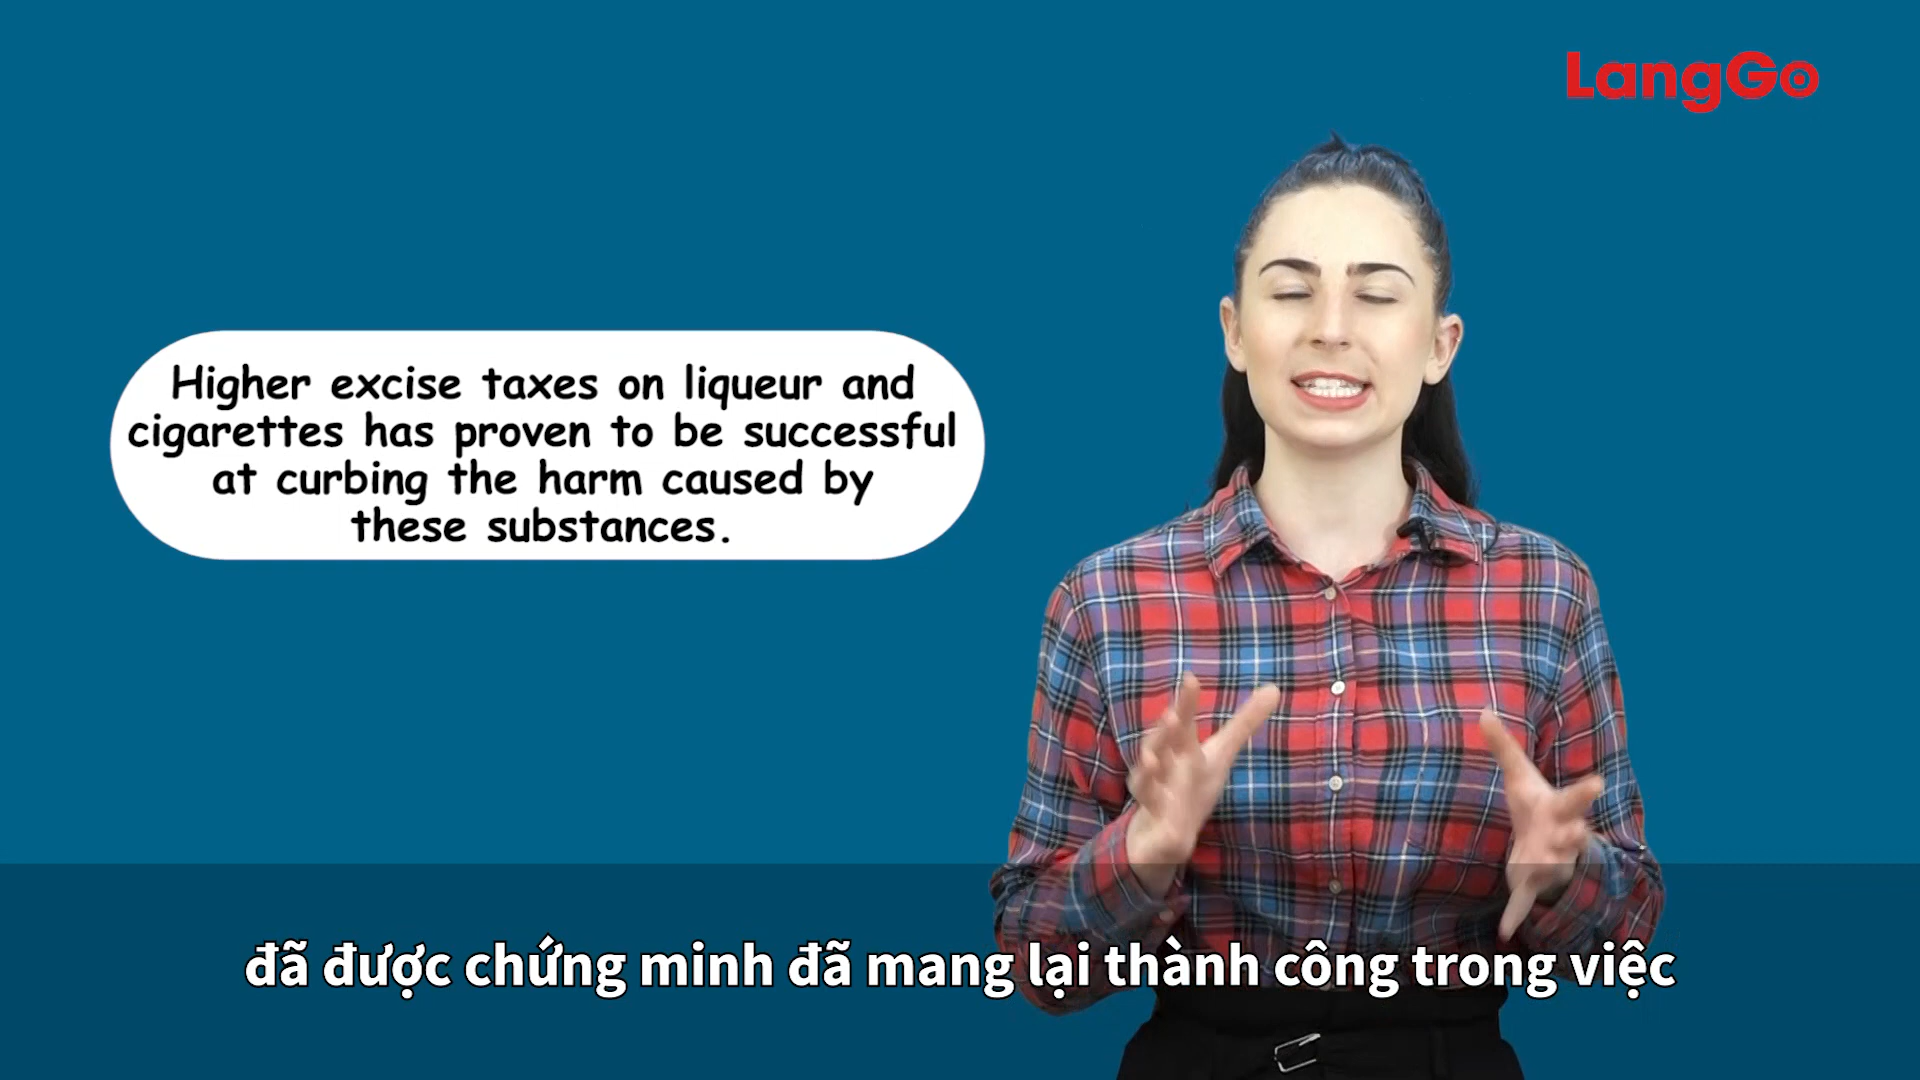 LangGo
Higher excise taxes on liqueur and
cigarettes has proven to be successful
at curbing the harm caused by
these substances.
đã được chứng minh đã mang lại thành công trong việc